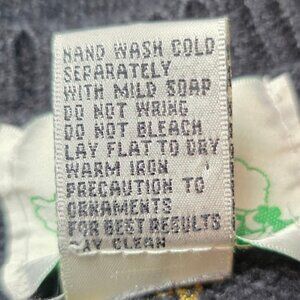 HAND WASH COLD
SEPARATELY
WITH MILD SOAP
DO NOT WRING
DO NOT BLEACH
LAY FLAT TO DRY
WARM IRON
PRECAUTION TO
ORNAMENTS
FOR BEST RESULTS
CLEAN